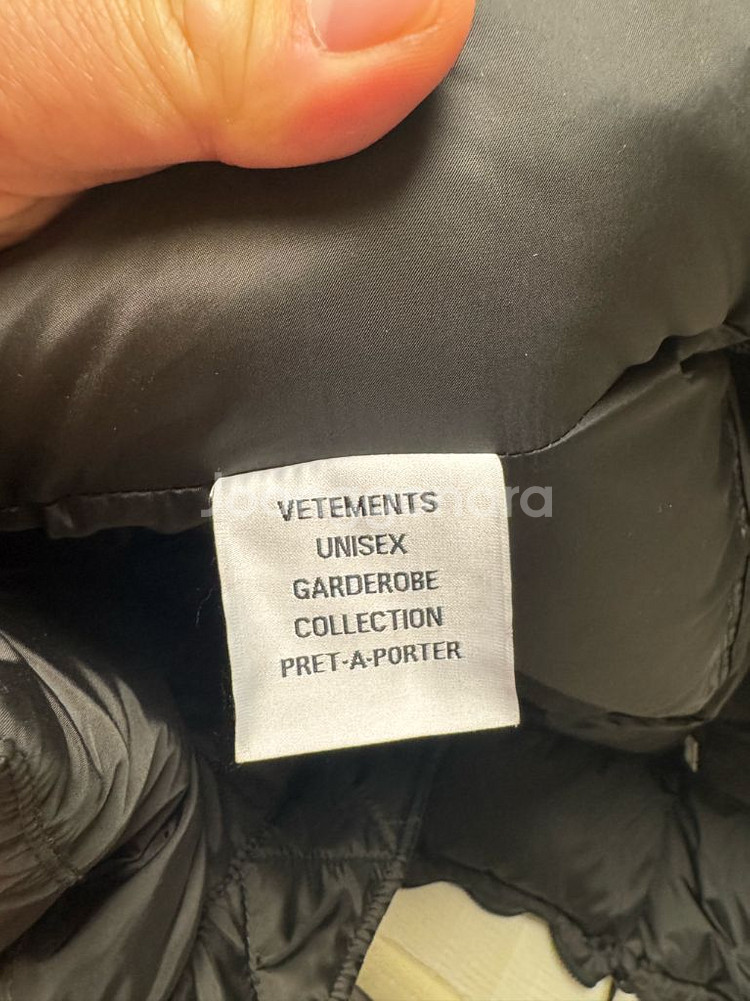 VETEMENTS
UNISEX
GARDEROBE
COLLECTION
PRET-A-PORTER